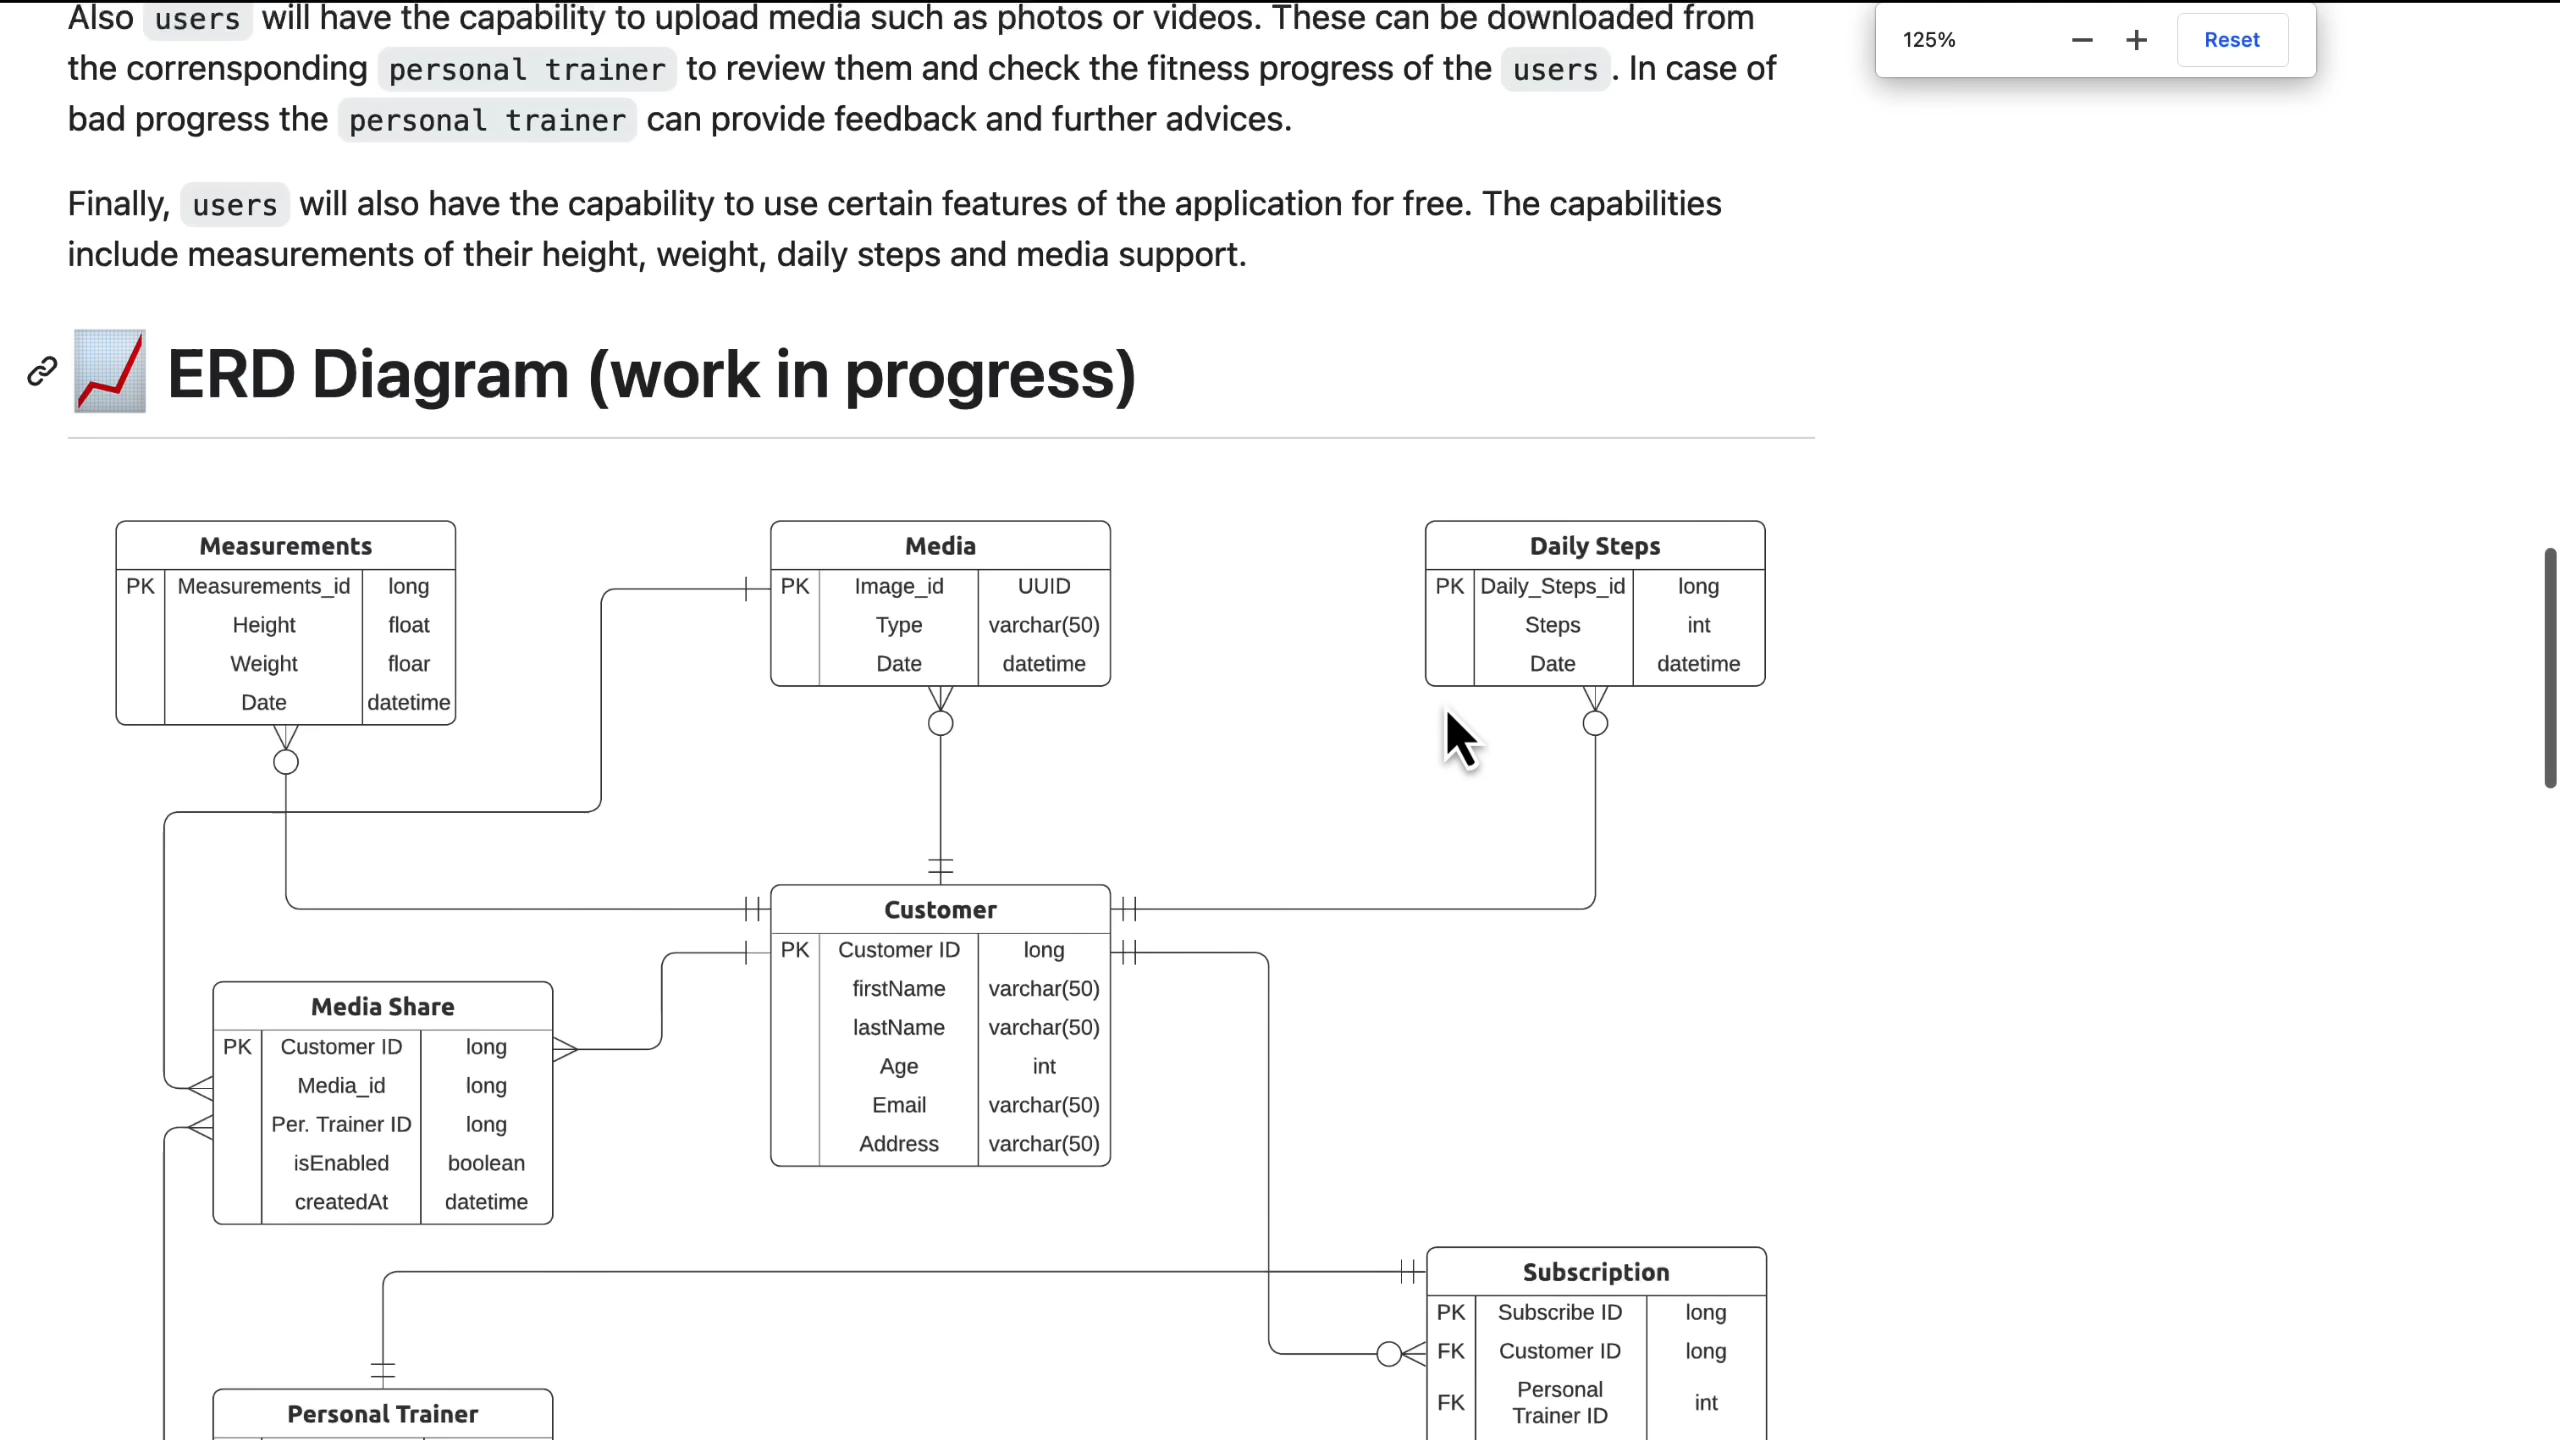 Also users will have the capability to upload media such as photos or videos. These can be downloaded from
the corrensponding personal trainer to review them and check the fitness progress of the users . In case of
bad progress the personal trainer can provide feedback and further advices.
125%
− + Reset
Finally, users will also have the capability to use certain features of the application for free. The capabilities
include measurements of their height, weight, daily steps and media support.
ERD Diagram (work in progress)
Measurements
PK Measurements_id long
Height float
Weight floar
Date datetime
Media
PK Image_id UUID
Type varchar(50)
Date datetime
Daily Steps
PK Daily_Steps_id long
Steps int
Date datetime
Customer
PK Customer ID long
firstName varchar(50)
lastName varchar(50)
Age int
Email varchar(50)
Address varchar(50)
Media Share
PK Customer ID long
Media_id long
Per. Trainer ID long
isEnabled boolean
createdAt datetime
Subscription
PK Subscribe ID long
FK Customer ID long
FK Personal
Trainer ID int
Personal Trainer